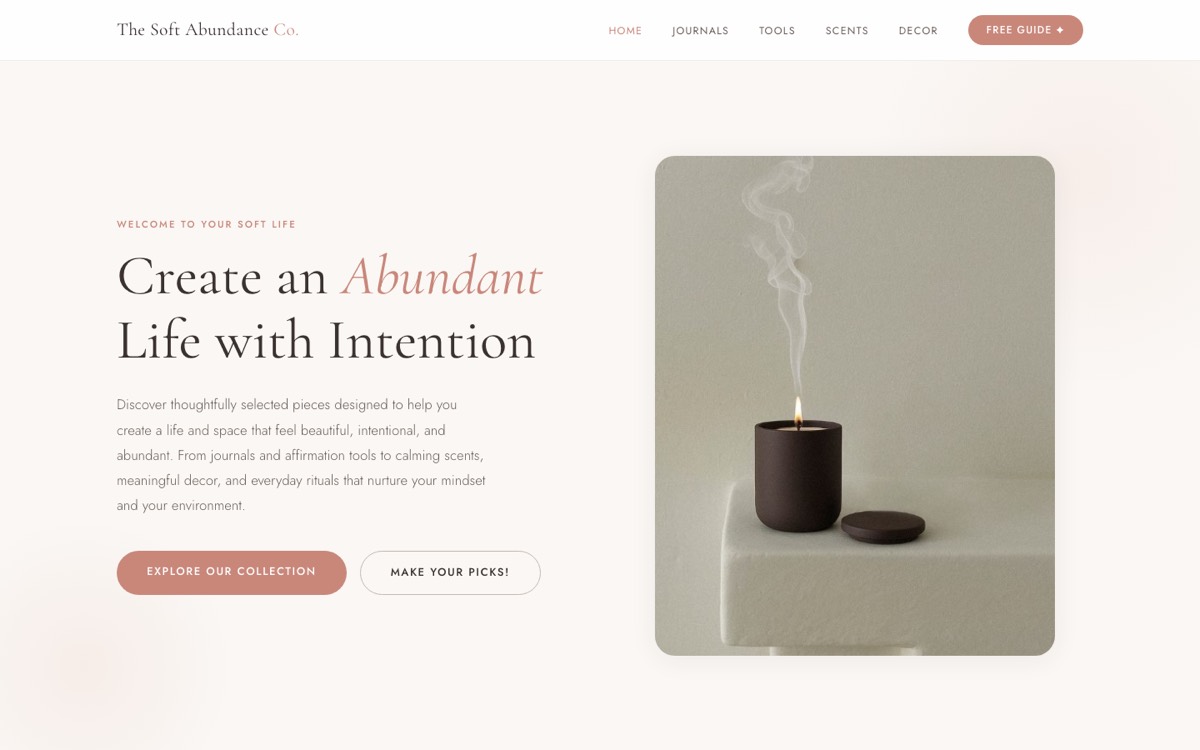 The Soft Abundance Co.
HOME
JOURNALS
TOOLS
SCENTS
DECOR
FREE GUIDE ✦
WELCOME TO YOUR SOFT LIFE
Create an Abundant
Life with Intention
Discover thoughtfully selected pieces designed to help you
create a life and space that feel beautiful, intentional, and
abundant. From journals and affirmation tools to calming scents,
meaningful decor, and everyday rituals that nurture your mindset
and your environment.
EXPLORE OUR COLLECTION
MAKE YOUR PICKS!